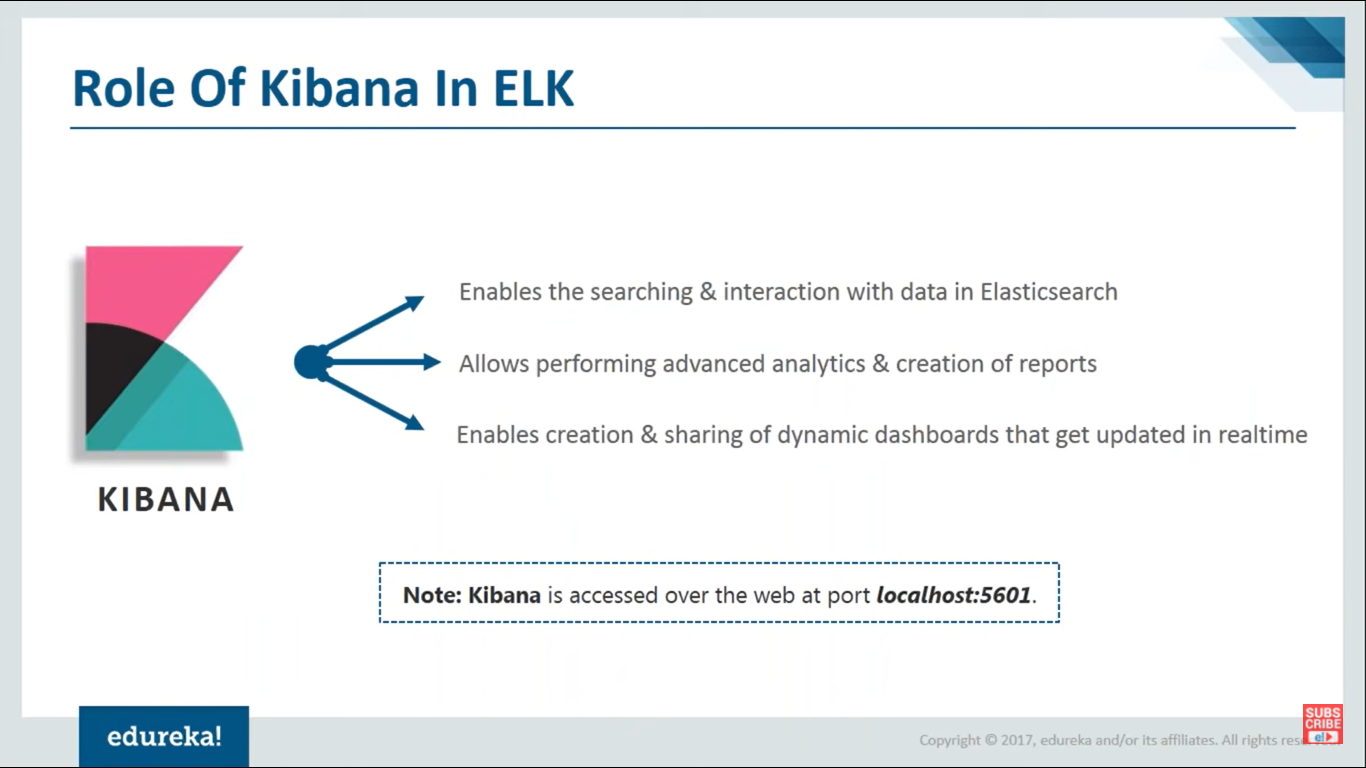 Role Of Kibana In ELK
Enables the searching & interaction with data in Elasticsearch
Allows performing advanced analytics & creation of reports
Enables creation & sharing of dynamic dashboards that get updated in realtime
KIBANA
Note: Kibana is accessed over the web at port localhost:5601.
edureka!
Copyright © 2017, edureka and/or its affiliates. All rights
SUBS
CRIBE
e!